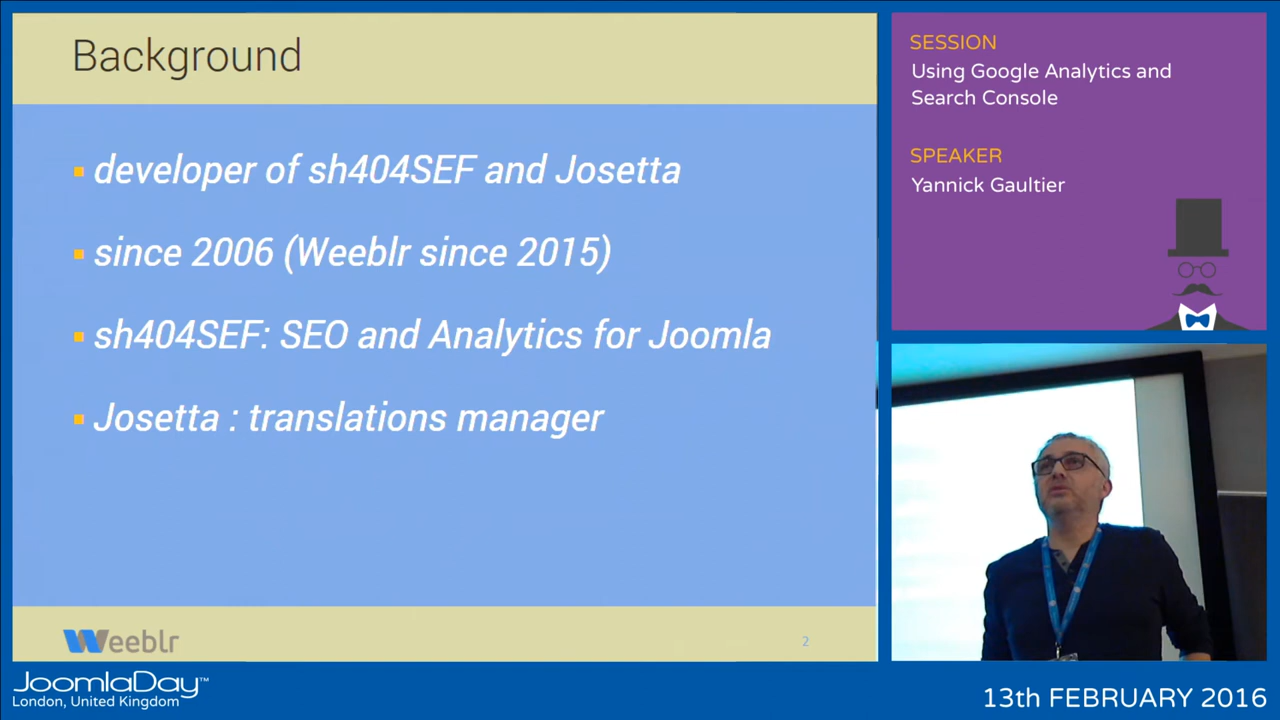 Background
developer of sh404SEF and Josetta
since 2006 (Weeblr since 2015)
sh404SEF: SEO and Analytics for Joomla
Josetta : translations manager
Weeblr
2
SESSION
Using Google Analytics and
Search Console
SPEAKER
Yannick Gaultier
JoomlaDay™
London, United Kingdom
13th FEBRUARY 2016